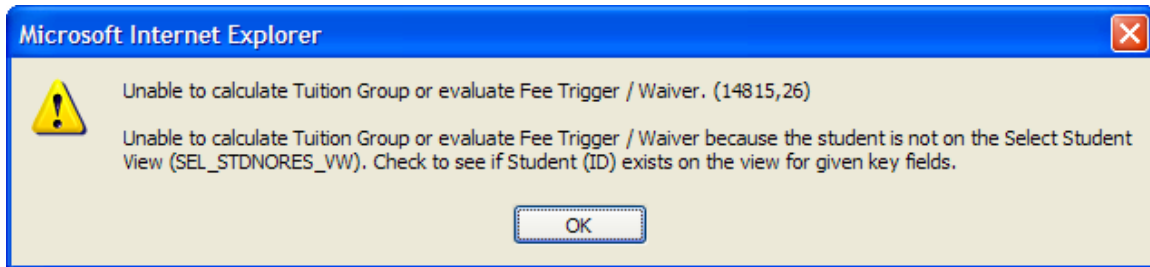 Microsoft Internet Explorer
Unable to calculate Tuition Group or evaluate Fee Trigger / Waiver. (14815,26)
Unable to calculate Tuition Group or evaluate Fee Trigger / Waiver because the student is not on the Select Student
View (SEL_STDNORES_VW). Check to see if Student (ID) exists on the view for given key fields.
OK